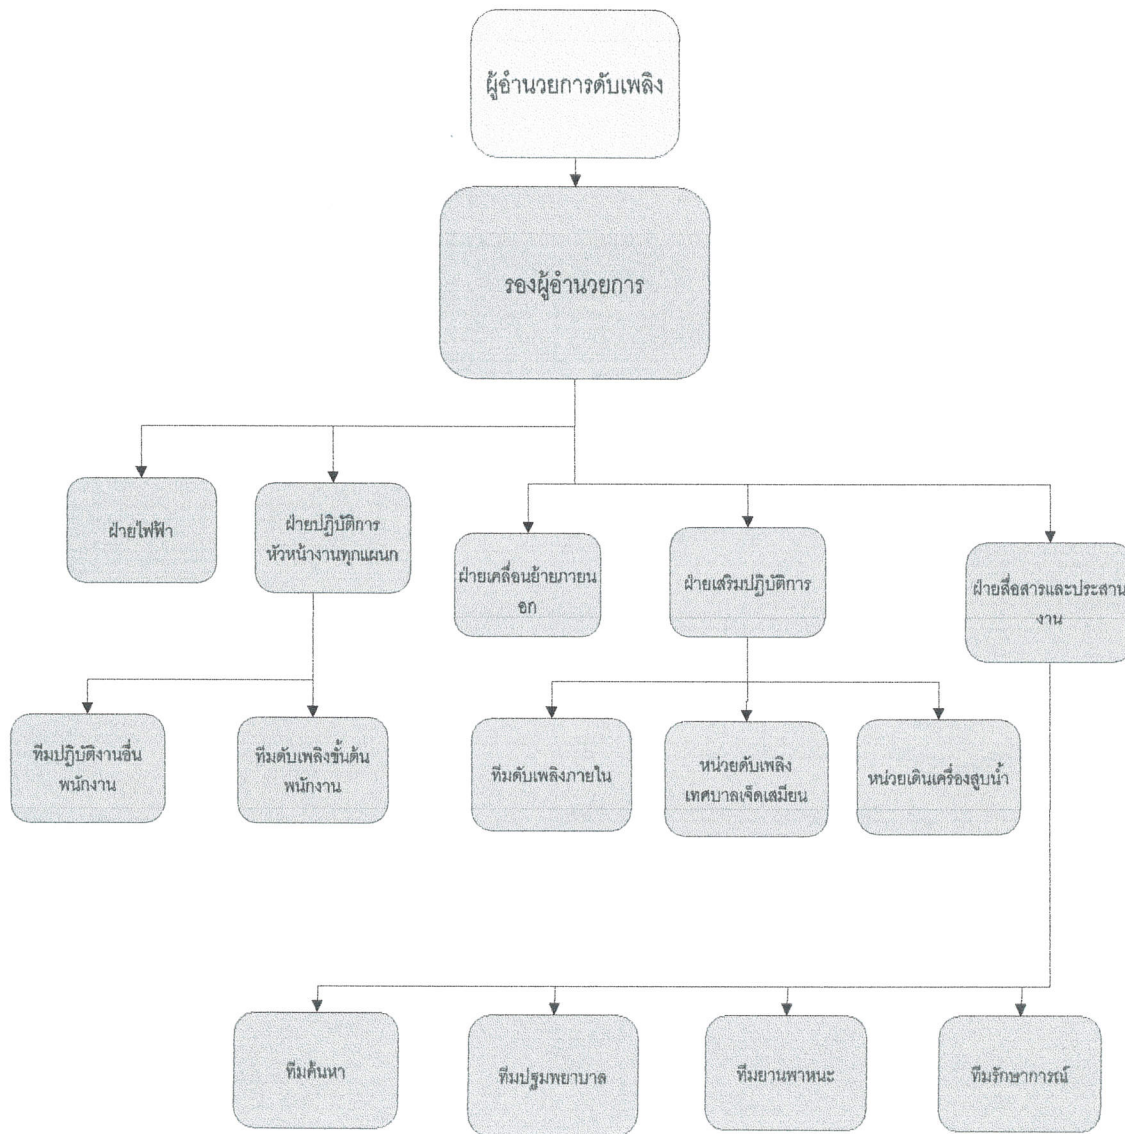 ผู้อำนวยการดับเพลิง
รองผู้อำนวยการ
ฝ่ายไฟฟ้า
ฝ่ายปฏิบัติการ
หัวหน้างานทุกแผนก
ฝ่ายเคลื่อนย้ายภายน
อก
ฝ่ายเสริมปฏิบัติการ
ฝ่ายสื่อสารและประสาน
งาน
ทีมปฏิบัติงานอื่น
พนักงาน
ทีมดับเพลิงขั้นต้น
พนักงาน
ทีมดับเพลิงภายใน
หน่วยดับเพลิง
เทศบาลเจ็ดเสมียน
หน่วยเดินเครื่องสูบน้ำ
ทีมค้นหา
ทีมปฐมพยาบาล
ทีมยานพาหนะ
ทีมรักษาการณ์